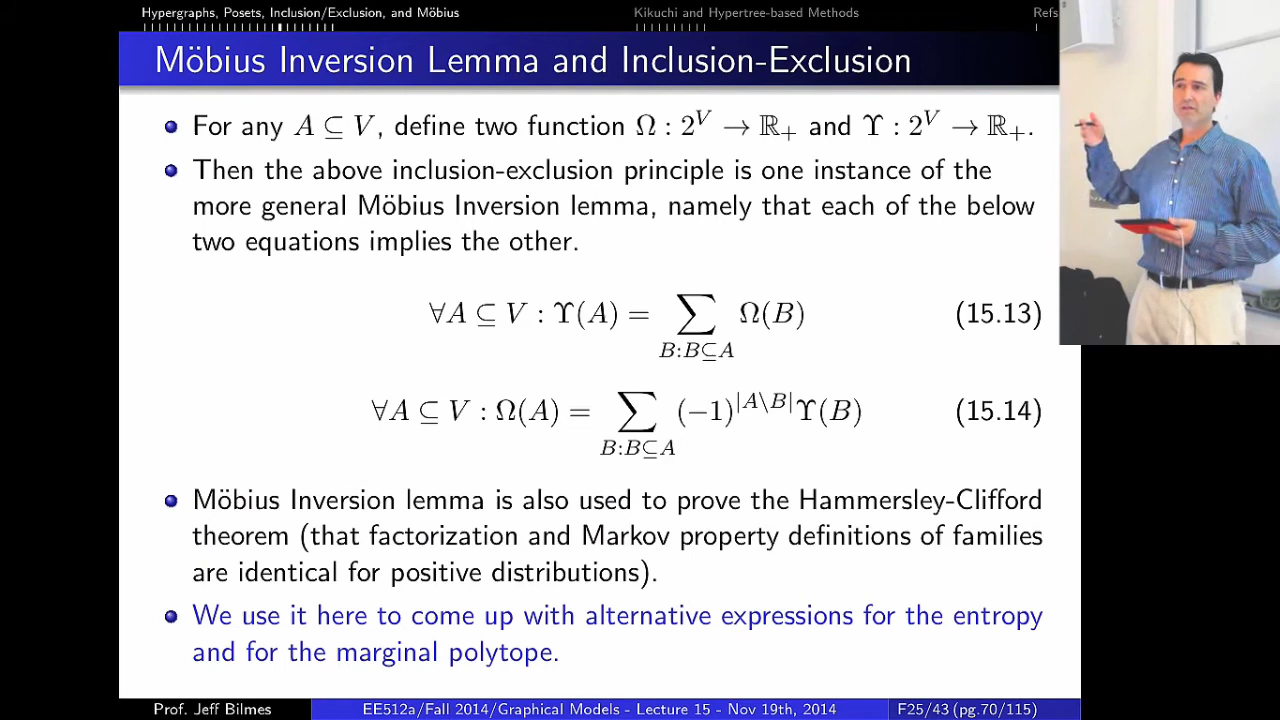 Hypergraphs, Posets, Inclusion/Exclusion, and Möbius Kikuchi and Hypertree-based Methods Refs
Möbius Inversion Lemma and Inclusion-Exclusion
For any A ⊆ V, define two function Ω : 2^V → ℝ₊ and ϒ : 2^V → ℝ₊.
Then the above inclusion-exclusion principle is one instance of the
more general Möbius Inversion lemma, namely that each of the below
two equations implies the other.
∀A ⊆ V : ϒ(A) = ∑_{B:B⊆A} Ω(B) (15.13)
∀A ⊆ V : Ω(A) = ∑_{B:B⊆A} (−1)^{|A\B|} ϒ(B) (15.14)
Möbius Inversion lemma is also used to prove the Hammersley-Clifford
theorem (that factorization and Markov property definitions of families
are identical for positive distributions).
We use it here to come up with alternative expressions for the entropy
and for the marginal polytope.
Prof. Jeff Bilmes EE512a/Fall 2014/Graphical Models - Lecture 15 - Nov 19th, 2014 F25/43 (pg.70/115)